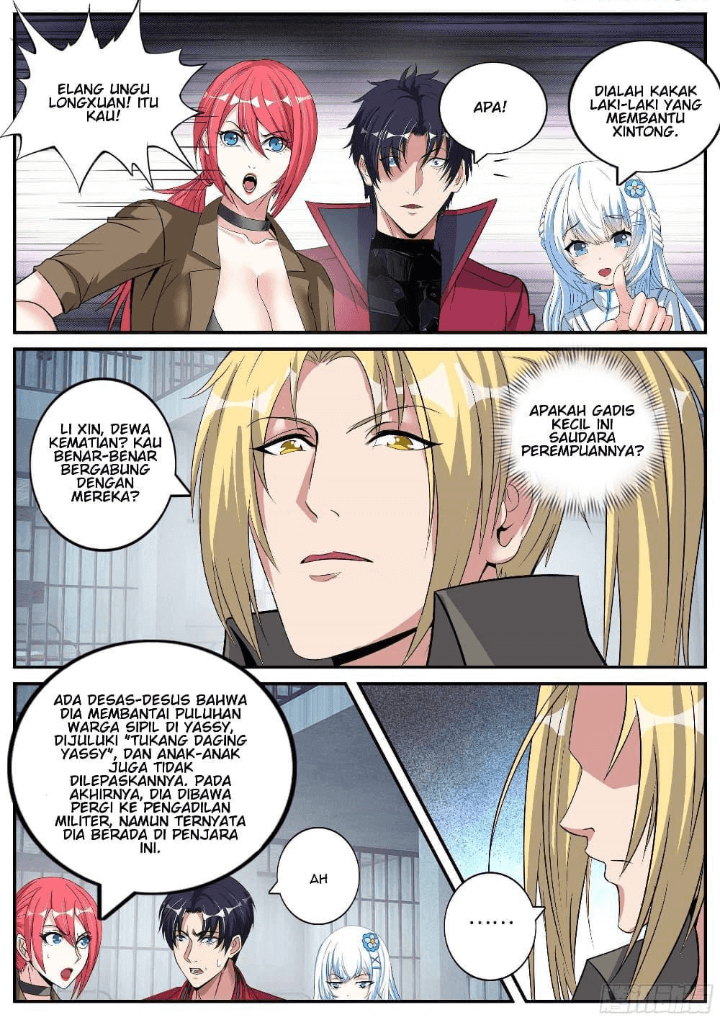 ELANG UNGU
LONGXUAN! ITU
KAU!
APA!
DIALAH KAKAK
LAKI-LAKI YANG
MEMBANTU
XINTONG.
LI XIN, DEWA
KEMATIAN? KAU
BENAR-BENAR
BERGABUNG
DENGAN
MEREKA?
APAKAH GADIS
KECIL INI
SAUDARA
PEREMPUANNYA?
ADA DESAS-DESUS BAHWA
DIA MEMBANTAI PULUHAN
WARGA SIPIL DI YASSY,
DIJULUKI "TUKANG DAGING
YASSY", DAN ANAK-ANAK
JUGA TIDAK
DILEPASKANNYA. PADA
AKHIRNYA, DIA DIBAWA
PERGI KE PENGADILAN
MILITER, NAMUN TERNYATA
DIA BERADA DI PENJARA
INI.
AH
......